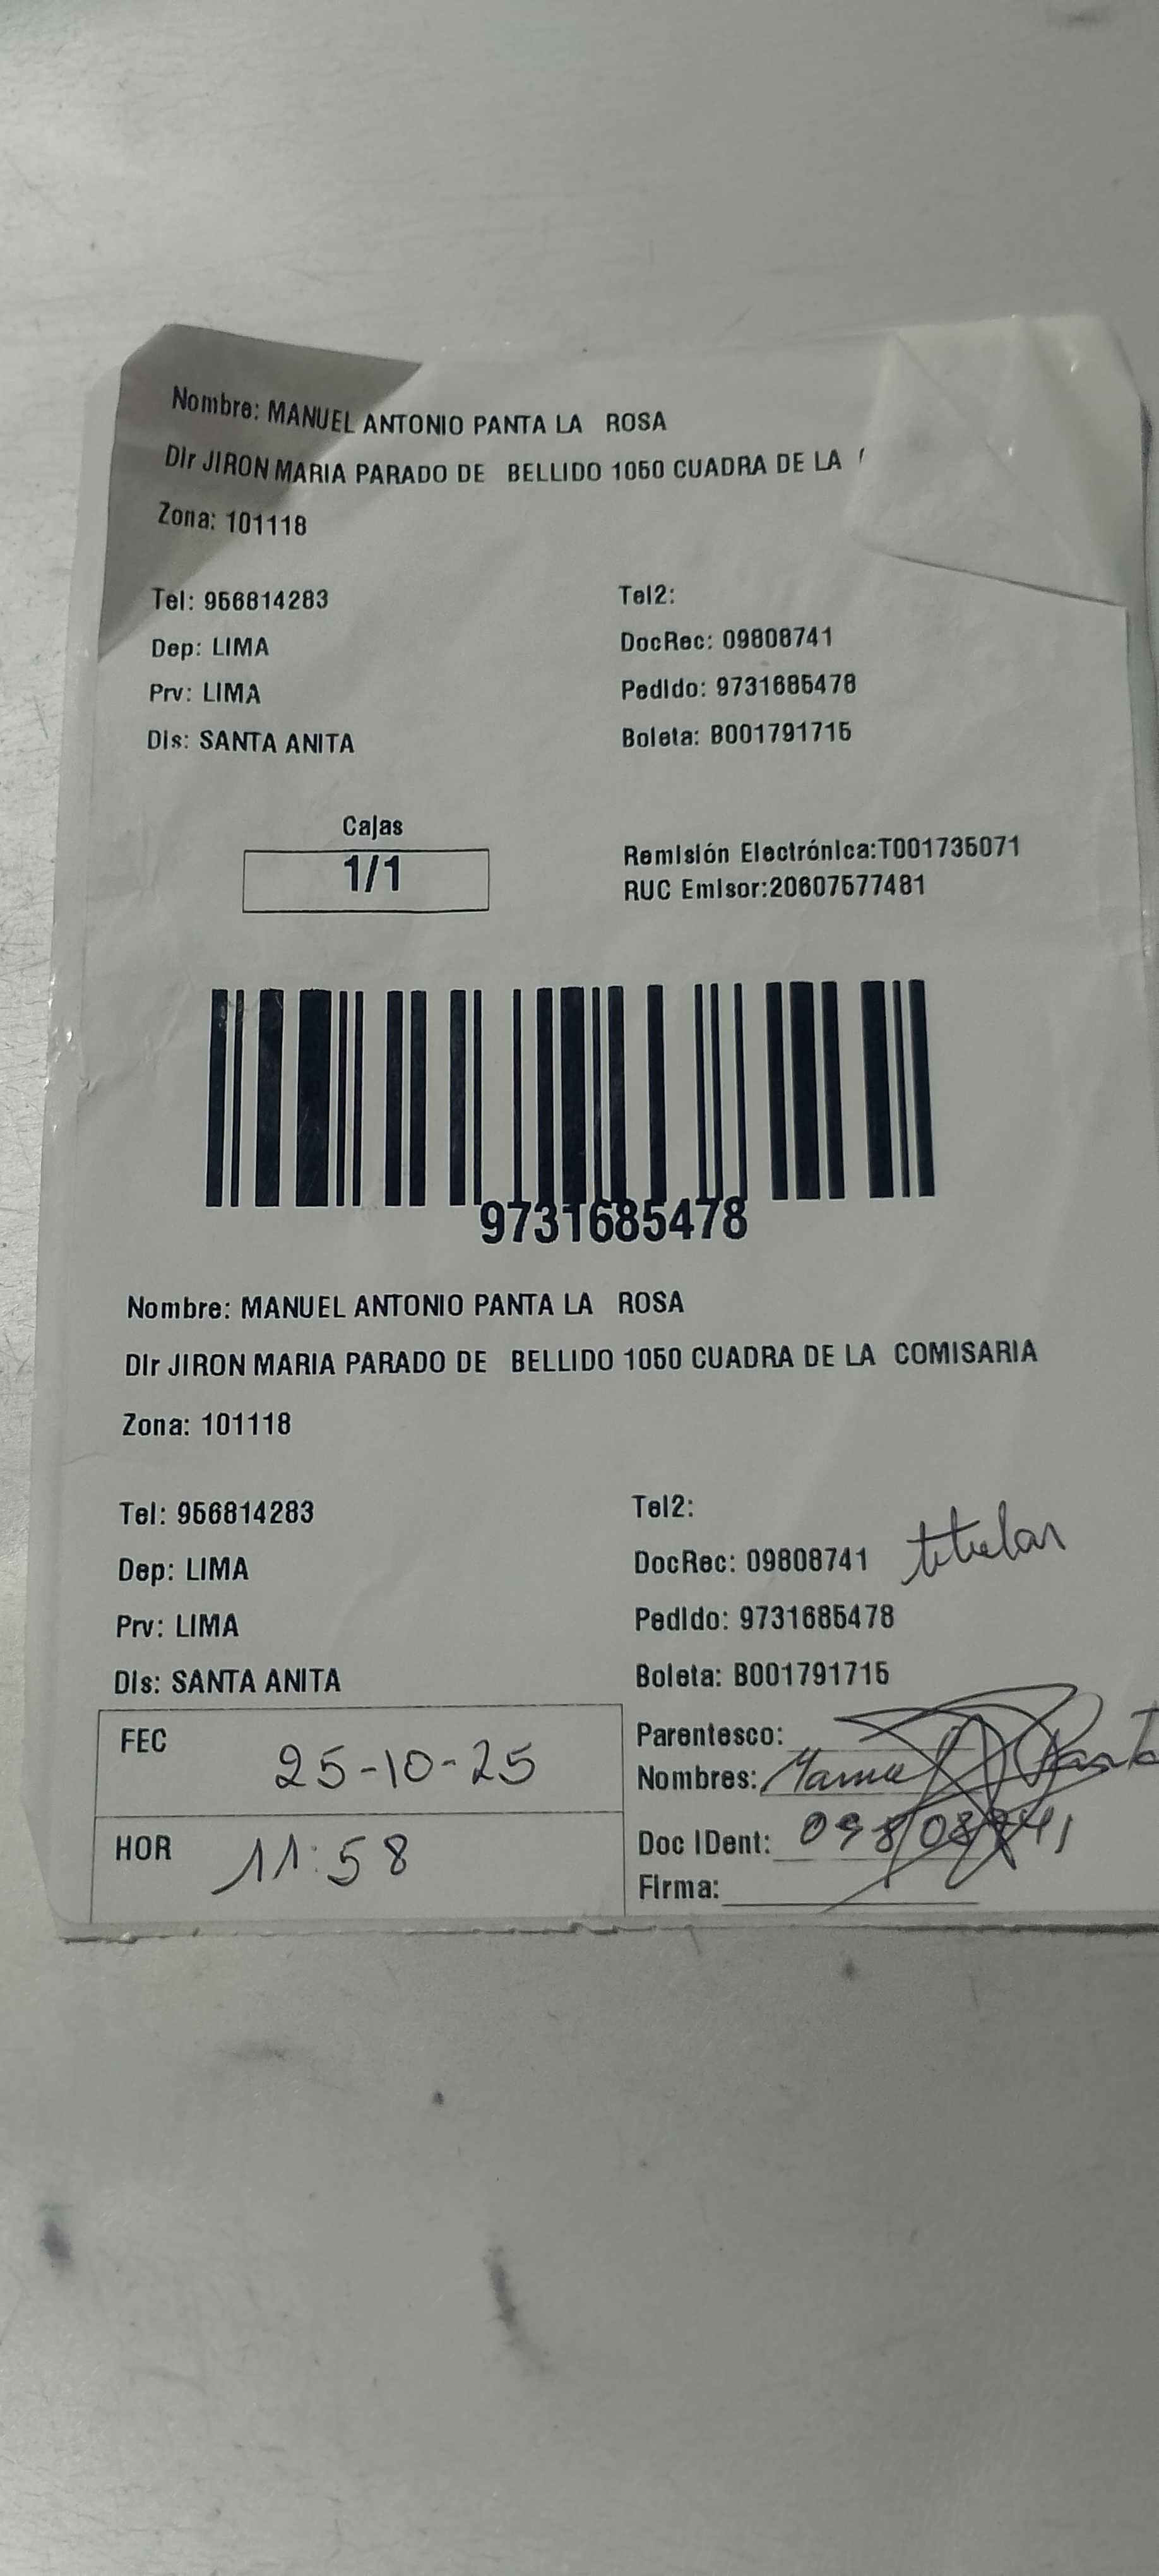 Nombre: MANUEL ANTONIO PANTA LA ROSA
Dir JIRON MARIA PARADO DE BELLIDO 1050 CUADRA DE LA
Zona: 101118
Tel: 956814283 Tel2:
Dep: LIMA DocRec: 09808741
Prv: LIMA Pedido: 9731685478
Dis: SANTA ANITA Boleta: B001791715
Cajas
1/1
Remisión Electrónica:T001735071
RUC Emisor:20607577481
9731685478
Nombre: MANUEL ANTONIO PANTA LA ROSA
Dir JIRON MARIA PARADO DE BELLIDO 1050 CUADRA DE LA COMISARIA
Zona: 101118
Tel: 956814283 Tel2:
Dep: LIMA DocRec: 09808741 titular
Prv: LIMA Pedido: 9731685478
Dis: SANTA ANITA Boleta: B001791715
FEC 25-10-25 Parentesco:
Nombres: Manuel Panta
HOR 11:58 Doc IDent: 09808741
Firma: